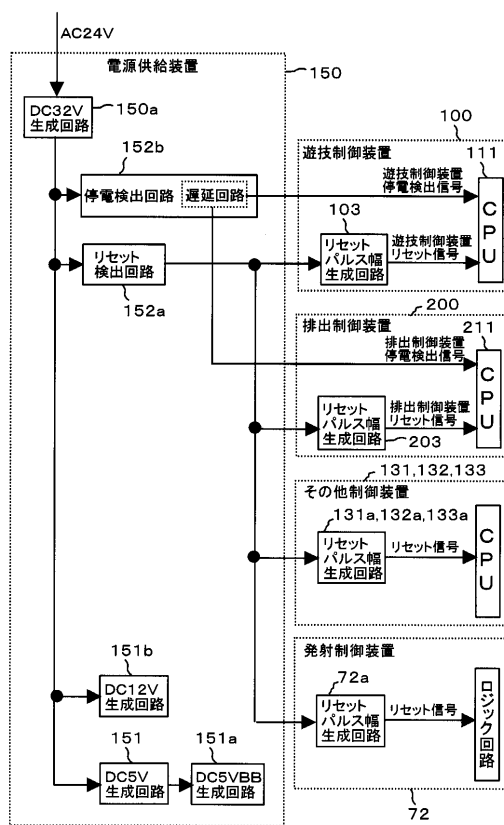 AC24V
電源供給装置
150
DC32V
生成回路
150a
152b
停電検出回路
遅延回路
リセット
検出回路
152a
100
遊技制御装置
111
遊技制御装置
停電検出信号
103
リセット
パルス幅
生成回路
遊技制御装置
リセット信号
CPU
200
排出制御装置
211
排出制御装置
停電検出信号
リセット
パルス幅
生成回路
203
排出制御装置
リセット信号
CPU
131,132,133
その他制御装置
131a,132a,133a
リセット
パルス幅
生成回路
リセット信号
CPU
発射制御装置
72a
リセット
パルス幅
生成回路
リセット信号
ロジック回路
72
151b
DC12V
生成回路
151
DC5V
生成回路
151a
DC5VBB
生成回路